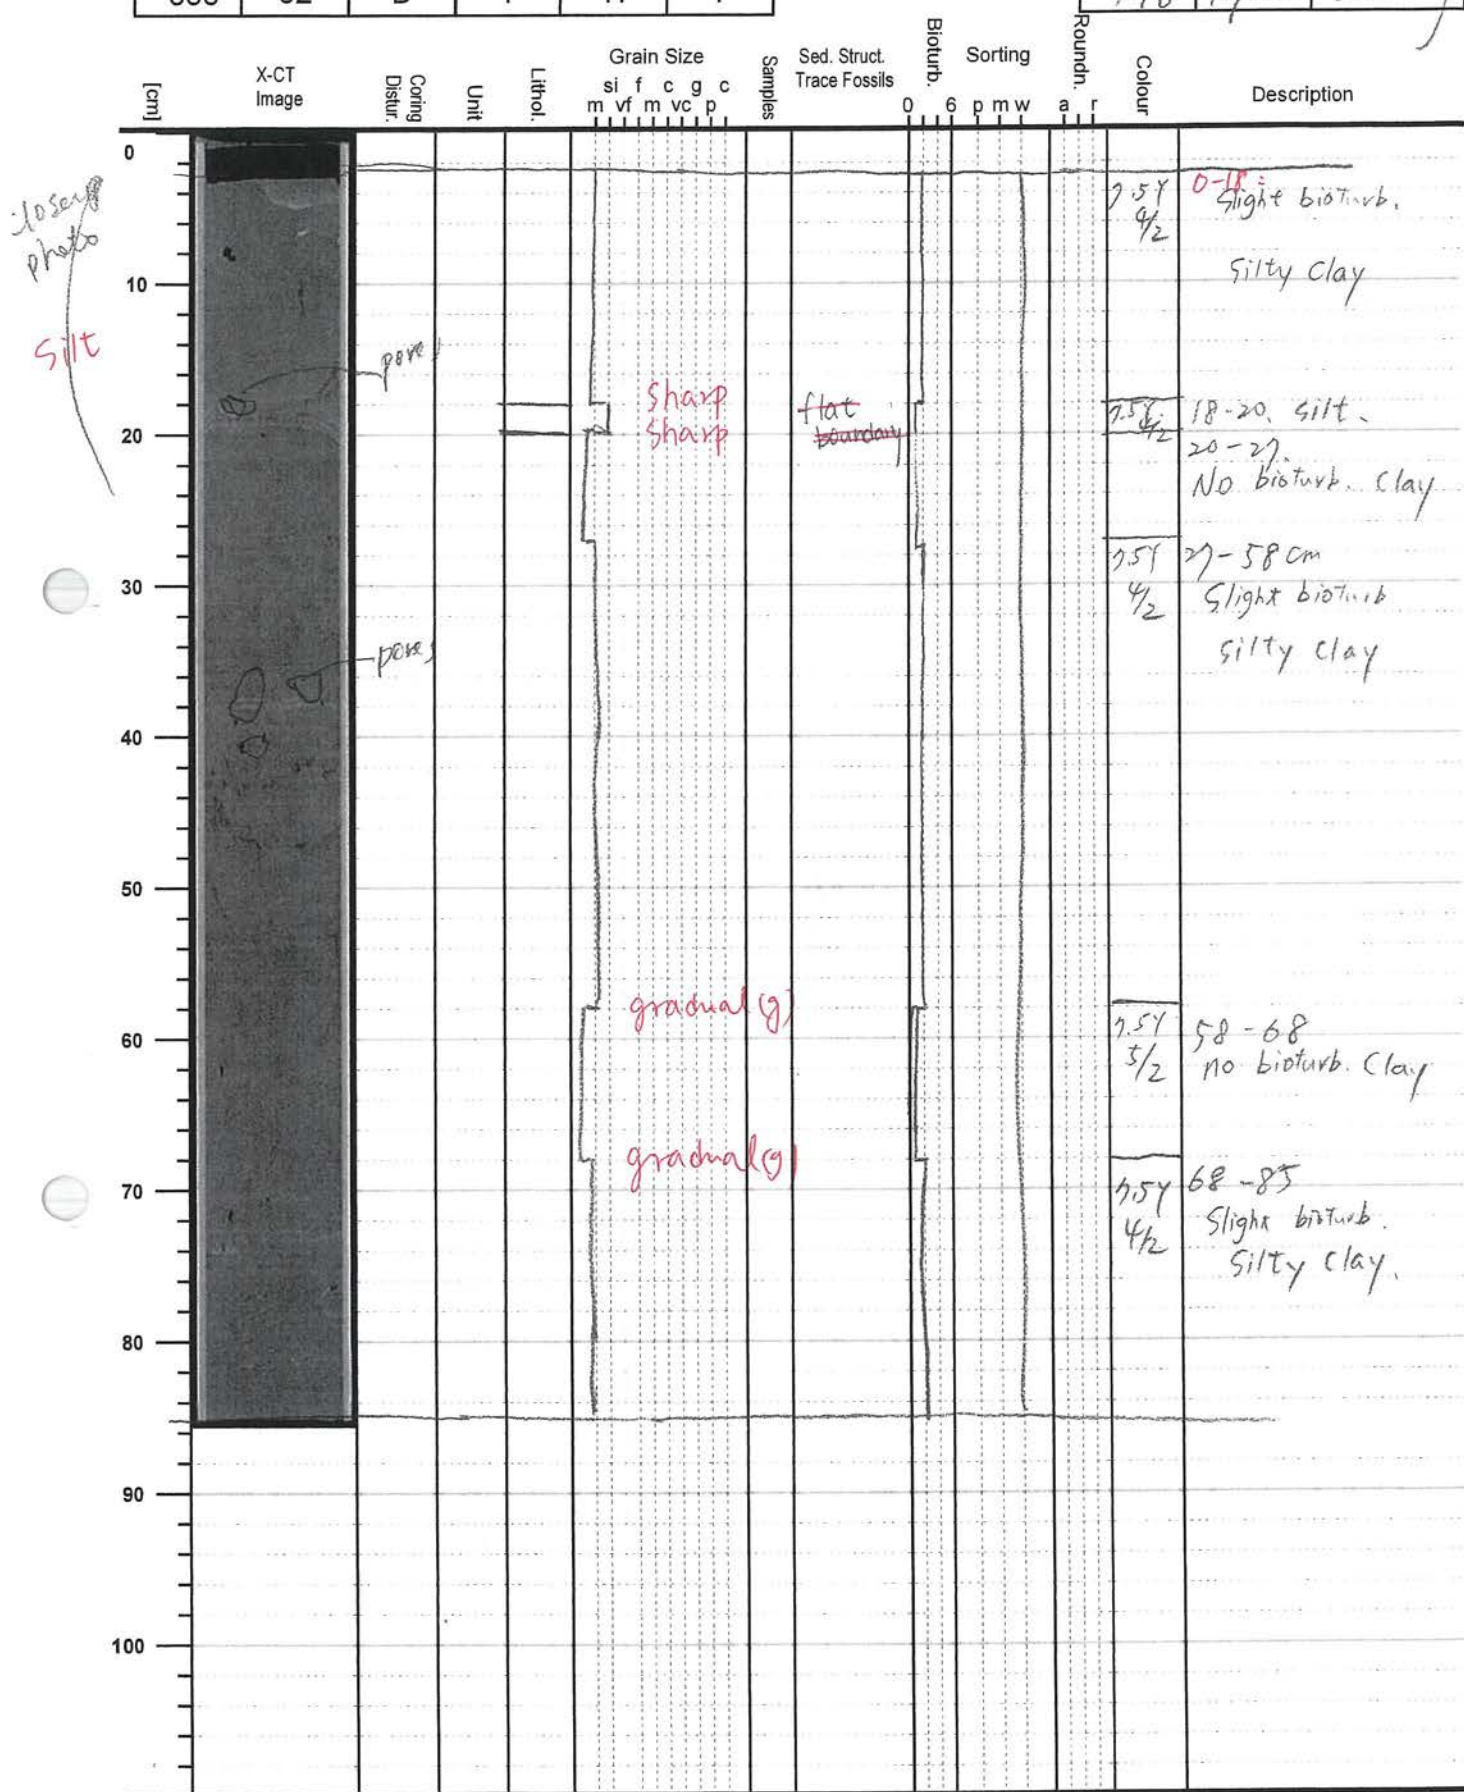 [cm]
X-CT
Image
Coring
Distur.
Unit
Lithol.
Grain Size
si f c g c
m vf m vc p
Samples
Sed. Struct.
Trace Fossils
Bioturb.
0 6
Sorting
p m w
Roundn.
a r
Colour
Description
0
10
20
30
40
50
60
70
80
90
100
photo
Silt
pores
pores
Sharp
Sharp
flat
boundary
gradual (g)
gradual (g)
7.5Y
4/2
0-18:
Slight bioturb.
Silty Clay
7.5Y
4/2
18-20. Silt.
20-27.
No bioturb. Clay
7.5Y
4/2
27-58 cm
Slight bioturb
Silty Clay
7.5Y
5/2
58-68
no bioturb. Clay
7.5Y
4/2
68-85
Slight bioturb.
Silty Clay.